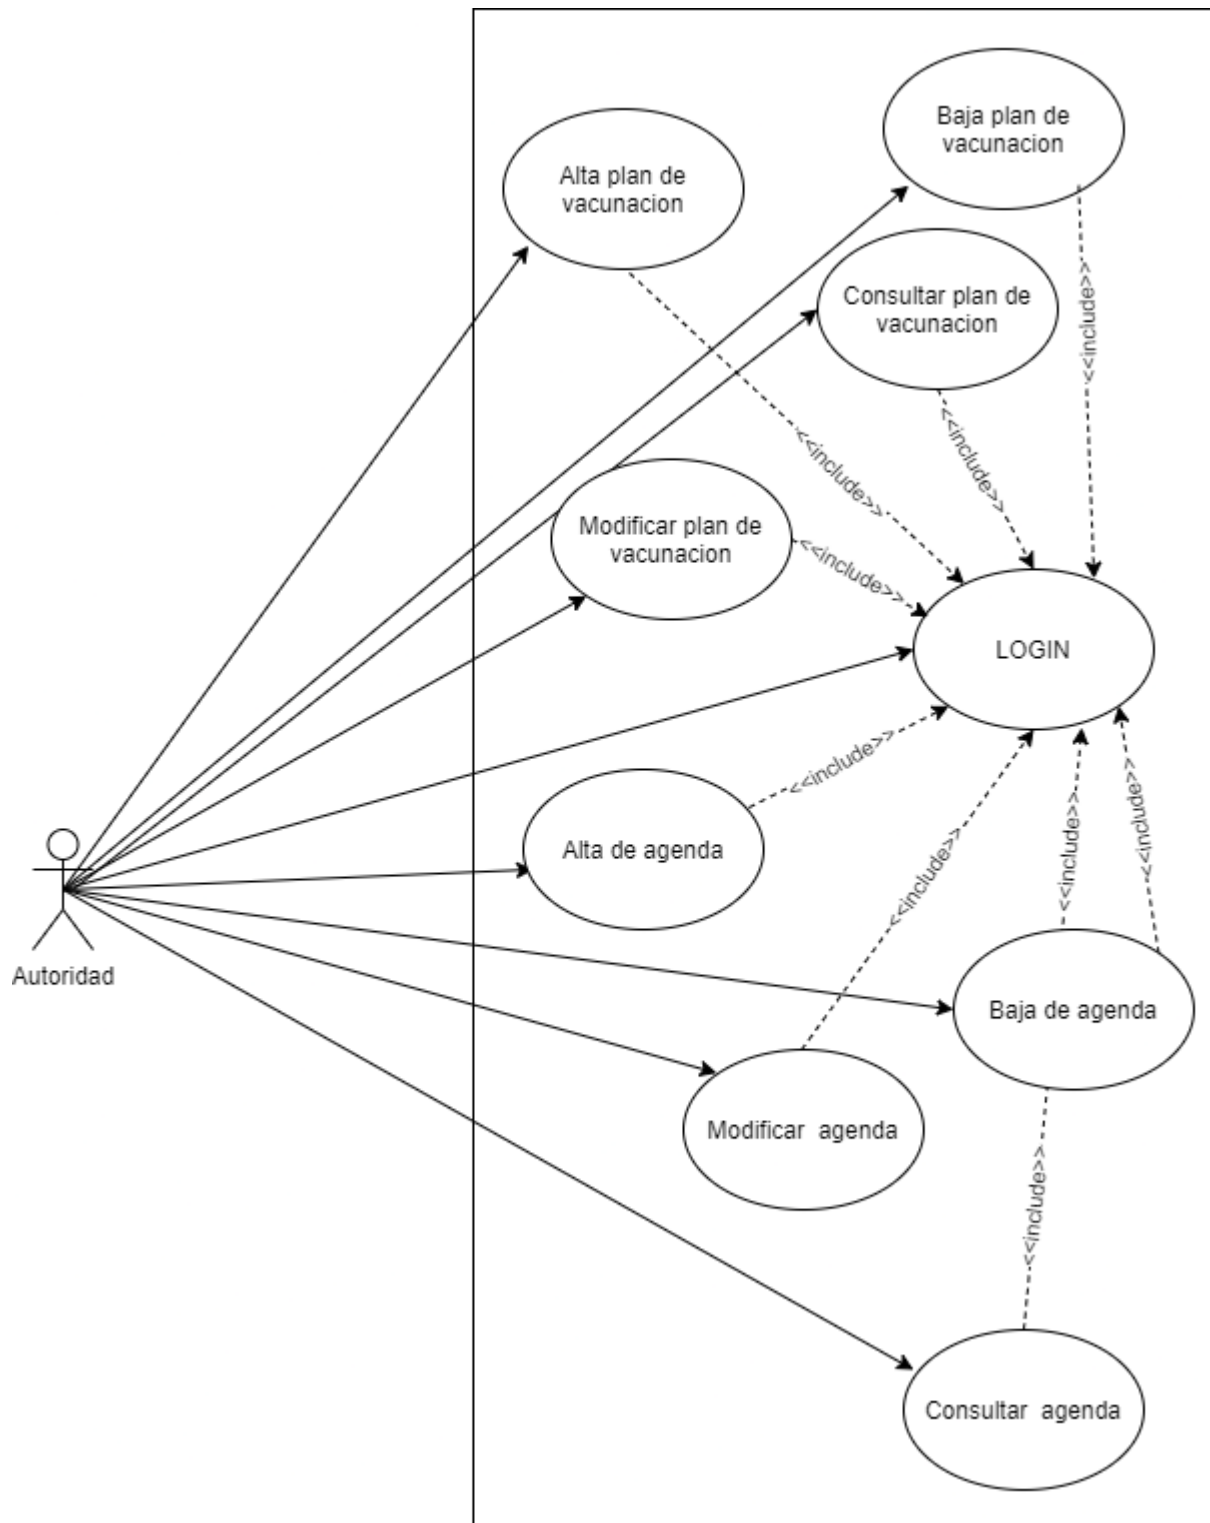 Baja plan de
vacunacion
Alta plan de
vacunacion
Consultar plan de
vacunacion
<<include>>
<<include>>
<<include>>
Modificar plan de
vacunacion
<<include>>
LOGIN
<<include>>
<<include>>
<<include>>
<<include>>
Alta de agenda
Autoridad
Baja de agenda
Modificar  agenda
<<include>>
Consultar  agenda